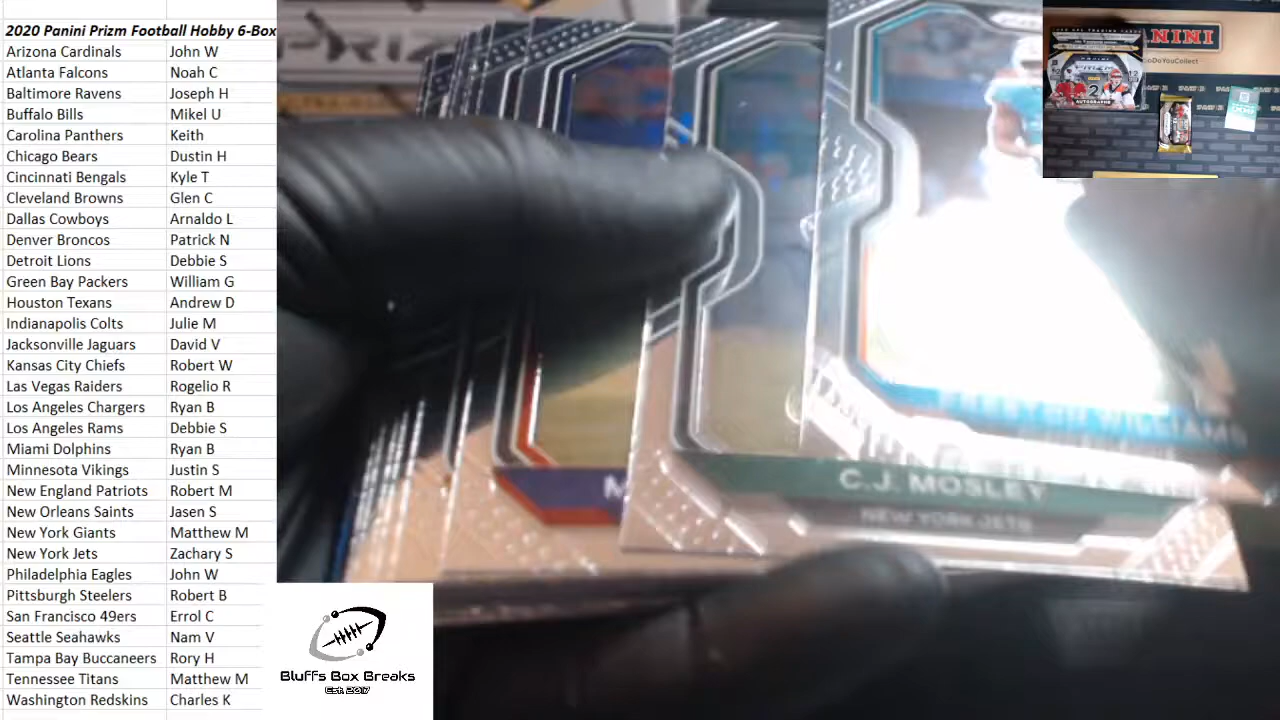 2020 Panini Prizm Football Hobby 6-Box
Arizona Cardinals John W
Atlanta Falcons Noah C
Baltimore Ravens Joseph H
Buffalo Bills Mikel U
Carolina Panthers Keith
Chicago Bears Dustin H
Cincinnati Bengals Kyle T
Cleveland Browns Glen C
Dallas Cowboys Arnaldo L
Denver Broncos Patrick N
Detroit Lions Debbie S
Green Bay Packers William G
Houston Texans Andrew D
Indianapolis Colts Julie M
Jacksonville Jaguars David V
Kansas City Chiefs Robert W
Las Vegas Raiders Rogelio R
Los Angeles Chargers Ryan B
Los Angeles Rams Debbie S
Miami Dolphins Ryan B
Minnesota Vikings Justin S
New England Patriots Robert M
New Orleans Saints Jasen S
New York Giants Matthew M
New York Jets Zachary S
Philadelphia Eagles John W
Pittsburgh Steelers Robert B
San Francisco 49ers Errol C
Seattle Seahawks Nam V
Tampa Bay Buccaneers Rory H
Tennessee Titans Matthew M
Washington Redskins Charles K
WILLIAMS
C.J. MOSLEY
NEW YORK JETS
M
PANINI
oDoYouCollect
2
AUTOGRAPHS
Bluffs Box Breaks
Est. 2017